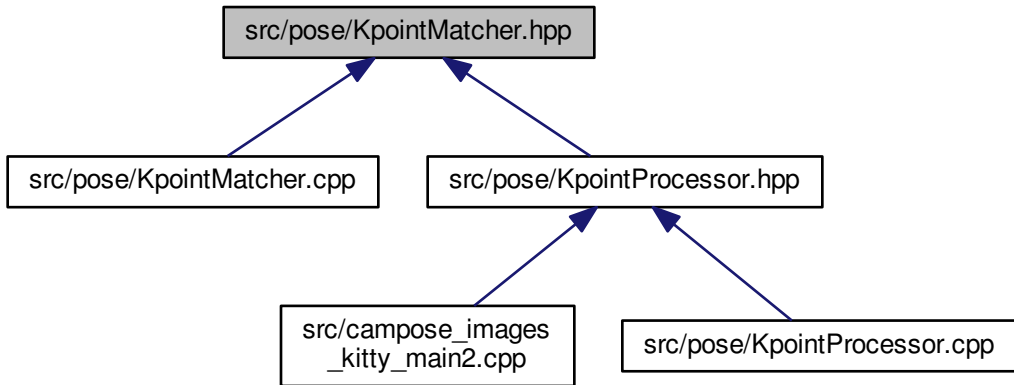 src/pose/KpointMatcher.hpp
src/pose/KpointMatcher.cpp
src/pose/KpointProcessor.hpp
src/campose_images
_kitty_main2.cpp
src/pose/KpointProcessor.cpp